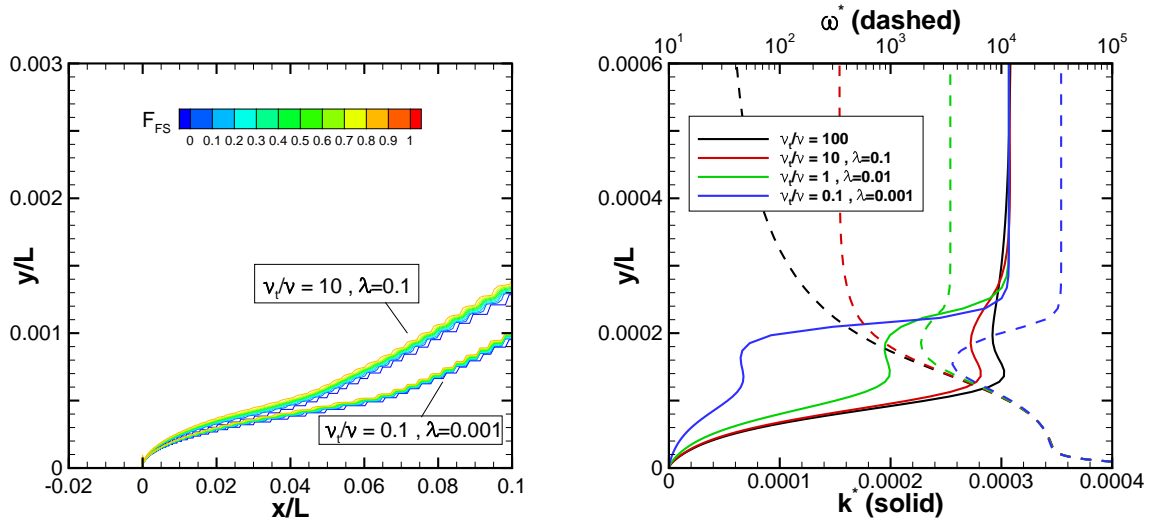 0.003
0.002
0.001
0
y/L
-0.02 0 0.02 0.04 0.06 0.08 0.1
x/L
F_FS
0 0.1 0.2 0.3 0.4 0.5 0.6 0.7 0.8 0.9 1
ν_t/ν = 10 , λ=0.1
ν_t/ν = 0.1 , λ=0.001
ω^* (dashed)
10^1 10^2 10^3 10^4 10^5
0.0006
0.0004
0.0002
0
y/L
ν_t/ν = 100
ν_t/ν = 10 , λ=0.1
ν_t/ν = 1 , λ=0.01
ν_t/ν = 0.1 , λ=0.001
0 0.0001 0.0002 0.0003 0.0004
k^* (solid)